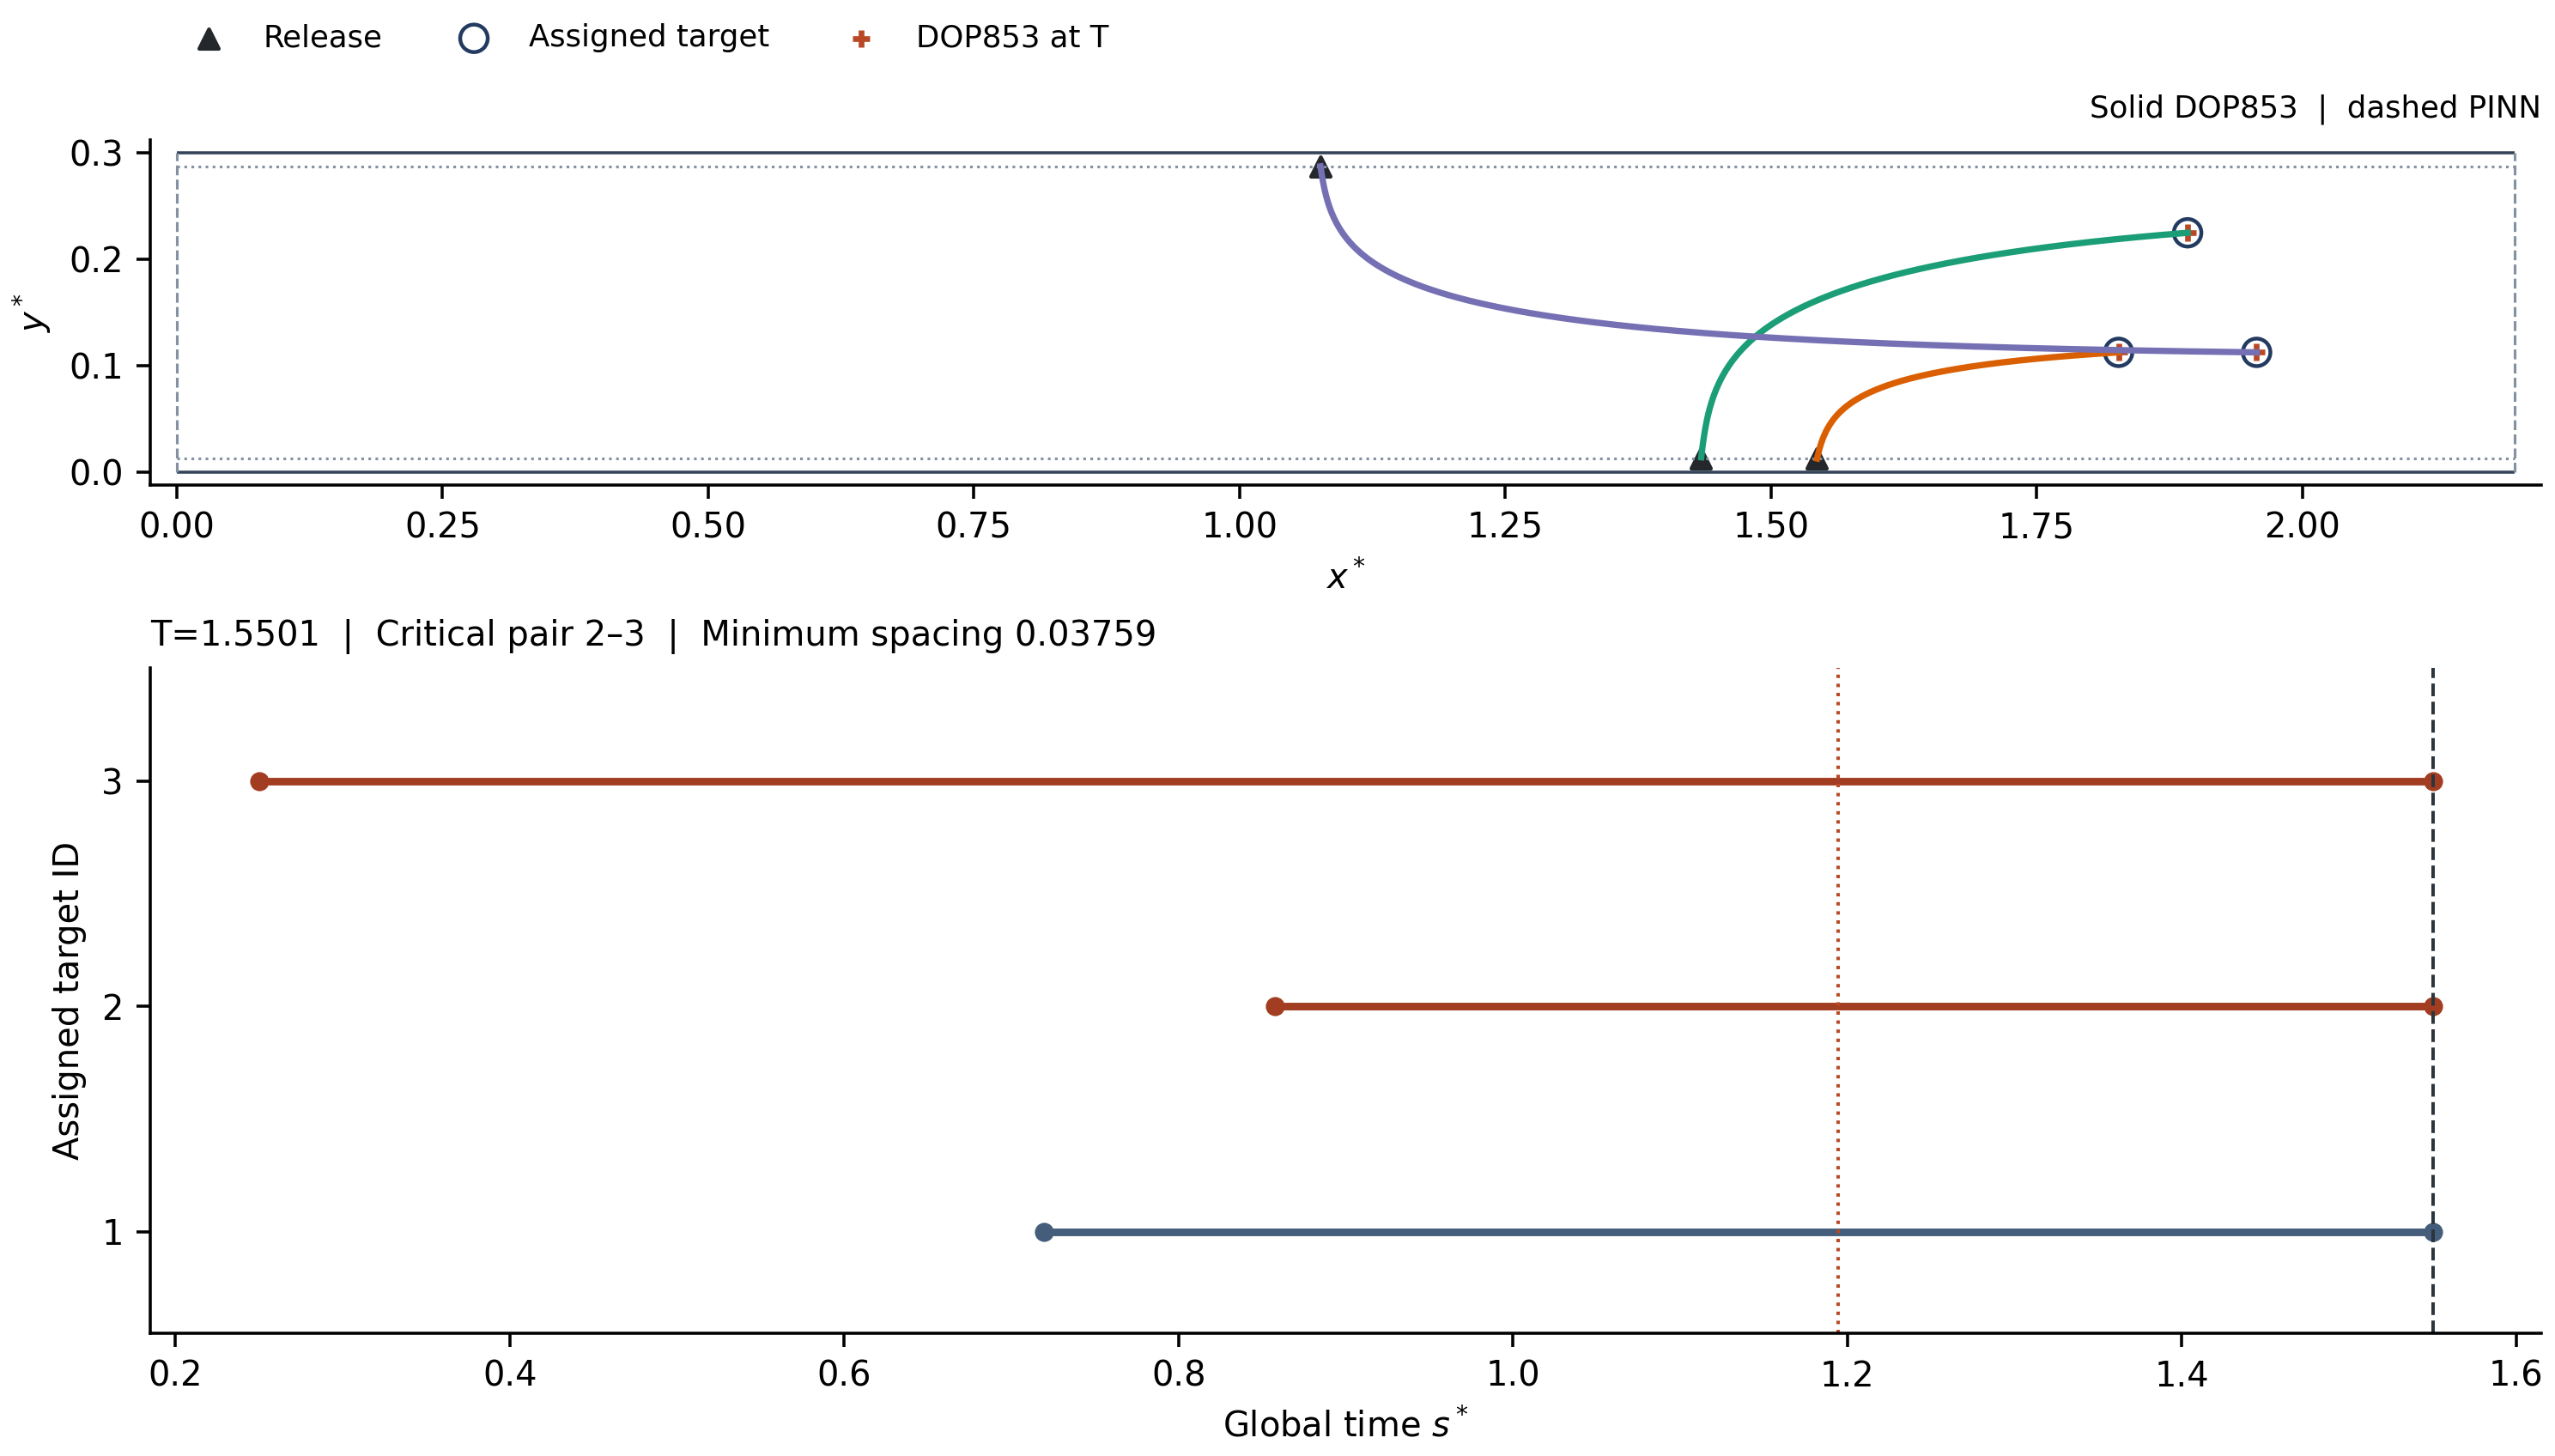 Release Assigned target DOP853 at T
Solid DOP853 | dashed PINN
0.3
0.2
0.1
0.0
y*
0.00 0.25 0.50 0.75 1.00 1.25 1.50 1.75 2.00
x*
T=1.5501 | Critical pair 2–3 | Minimum spacing 0.03759
3
2
1
Assigned target ID
0.2 0.4 0.6 0.8 1.0 1.2 1.4 1.6
Global time s*